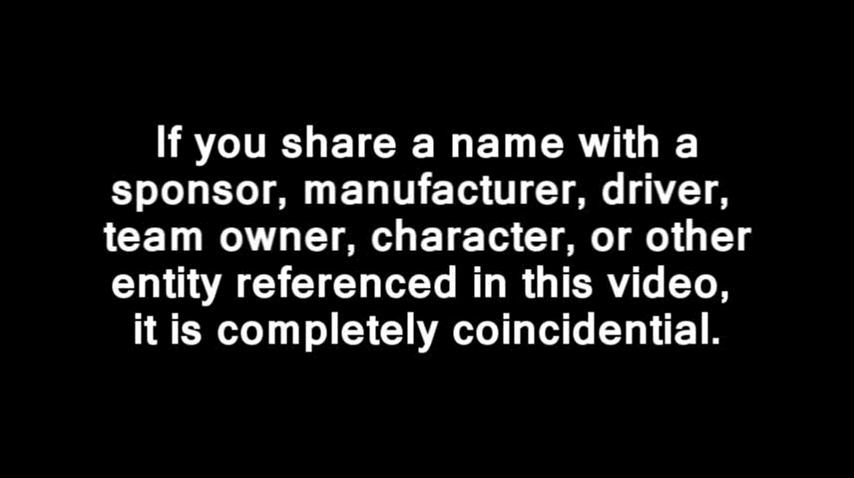 If you share a name with a
sponsor, manufacturer, driver,
team owner, character, or other
entity referenced in this video,
it is completely coincidential.